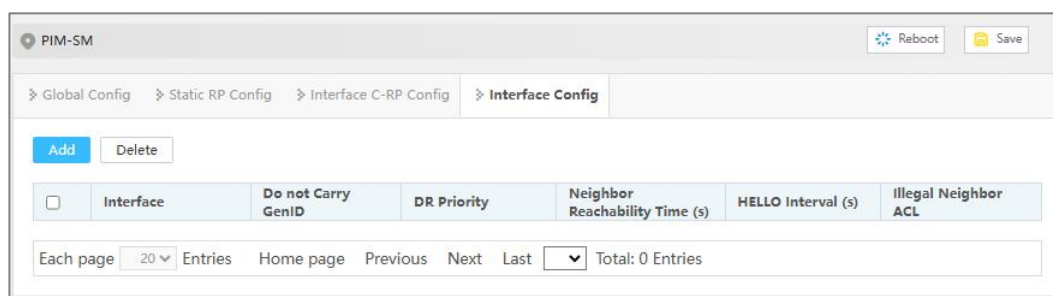 PIM-SM
Reboot
Save
Global Config Static RP Config Interface C-RP Config Interface Config
Add Delete
Interface Do not Carry GenID DR Priority Neighbor Reachability Time (s) HELLO Interval (s) Illegal Neighbor ACL
Each page 20 Entries Home page Previous Next Last Total: 0 Entries